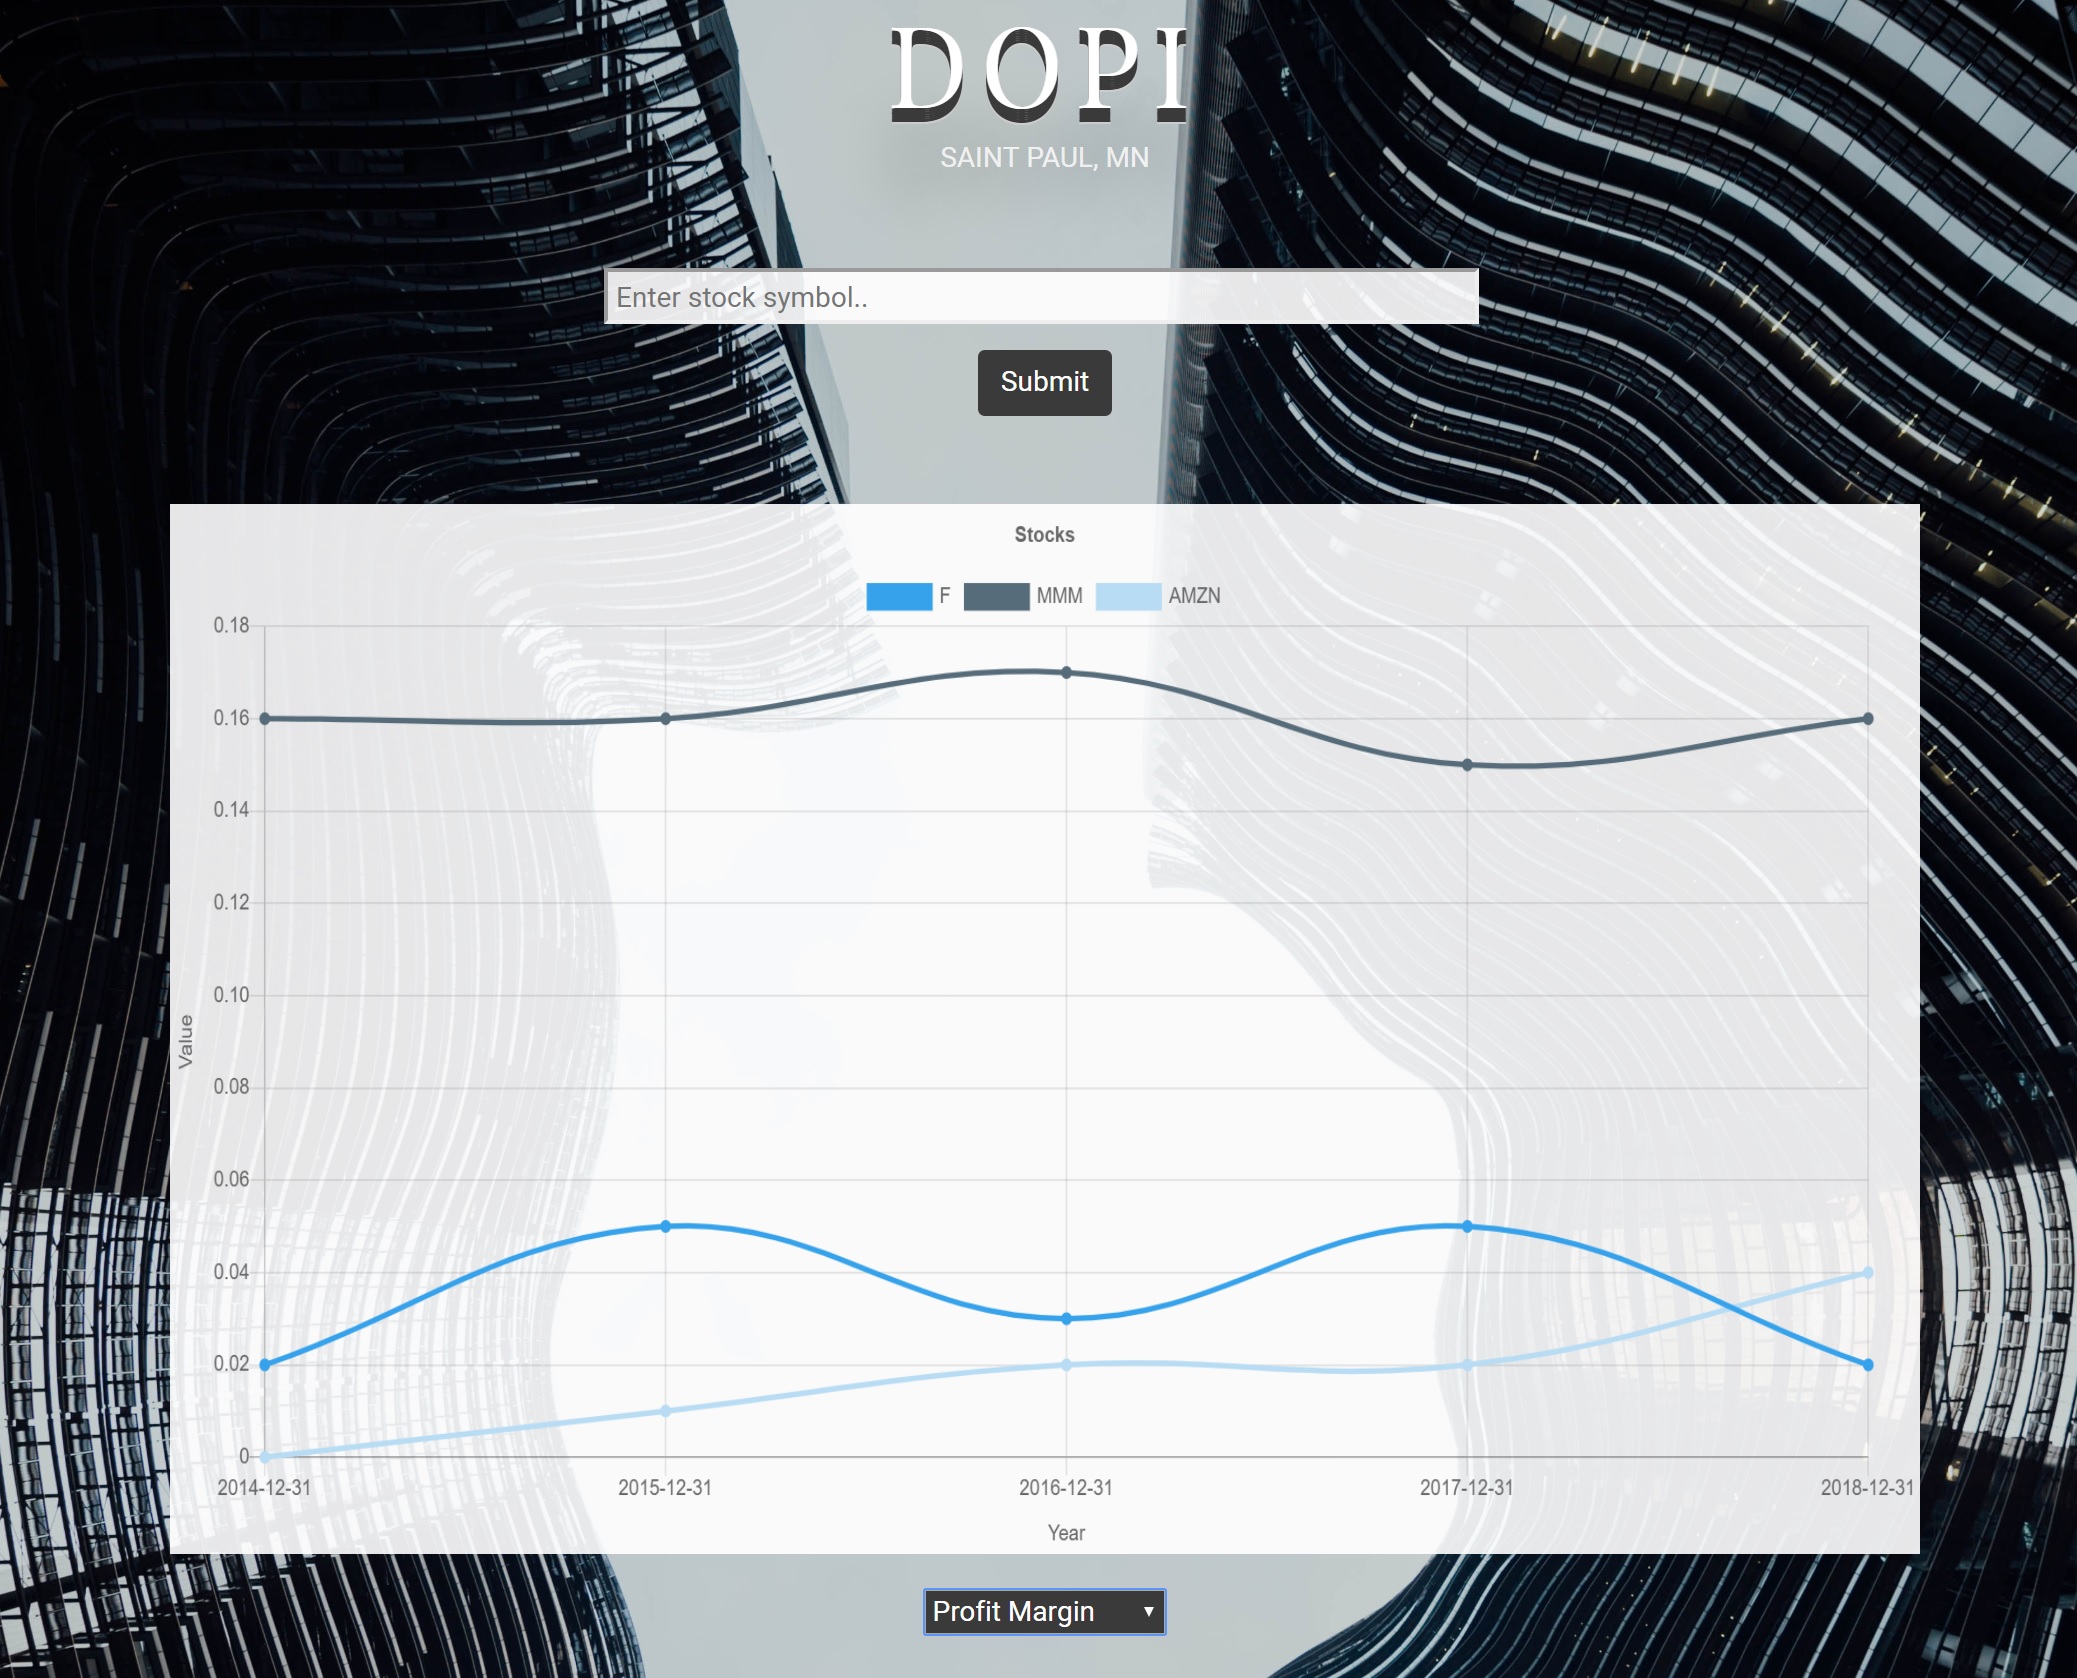 DOPI
SAINT PAUL, MN
Enter stock symbol..
Submit
Stocks
F MMM AMZN
0.18
0.16
0.14
0.12
0.10
Value
0.08
0.06
0.04
0.02
0
2014-12-31 2015-12-31 2016-12-31 2017-12-31 2018-12-31
Year
Profit Margin